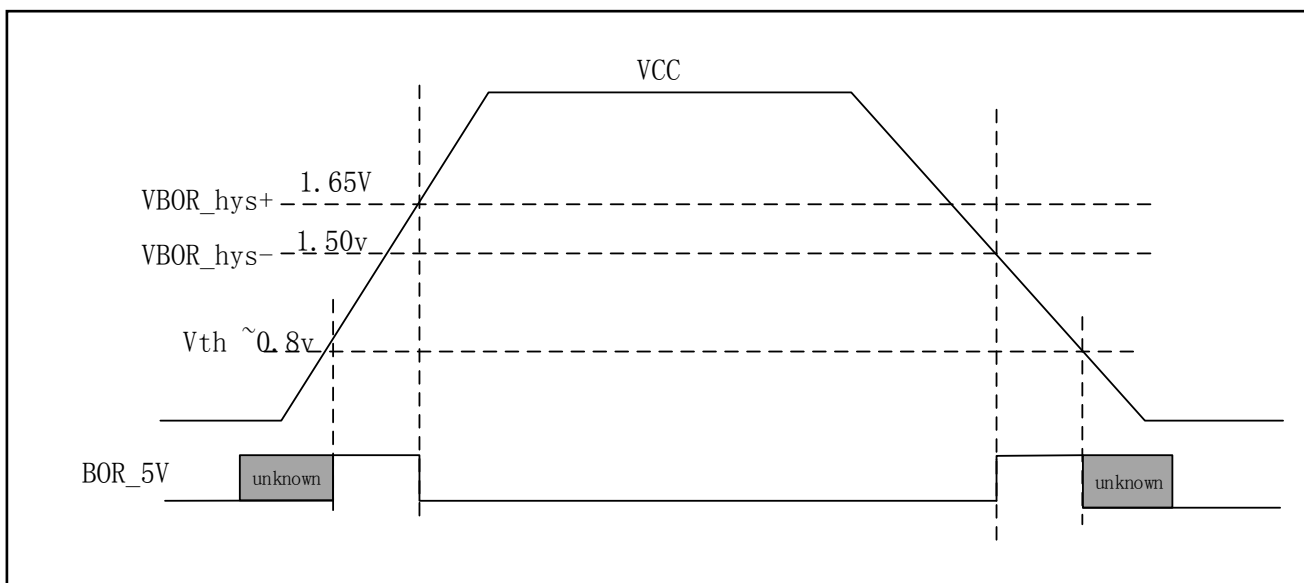 VCC
1.65V
VBOR_hys+
1.50v
VBOR_hys-
Vth ~0.8v
BOR_5V
unknown
unknown